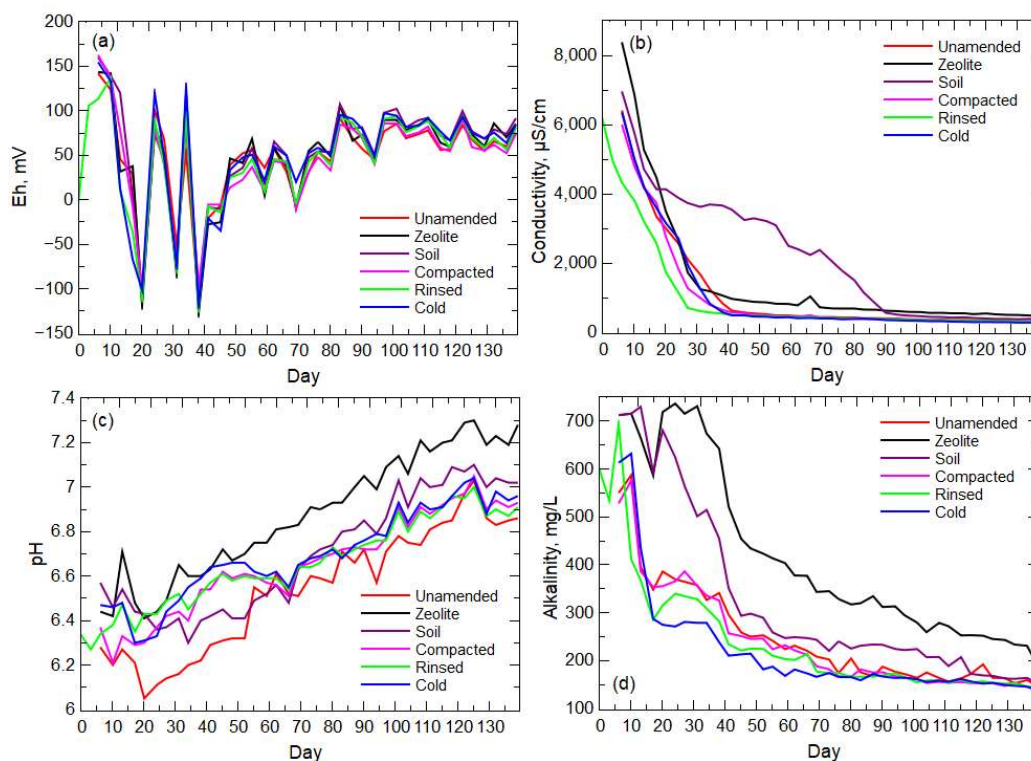 (a)
Eh, mV
200
150
100
50
0
−50
−100
−150
Unamended
Zeolite
Soil
Compacted
Rinsed
Cold
0 10 20 30 40 50 60 70 80 90 100 110 120 130
Day
(b)
Conductivity, µS/cm
8,000
6,000
4,000
2,000
0
Unamended
Zeolite
Soil
Compacted
Rinsed
Cold
0 10 20 30 40 50 60 70 80 90 100 110 120 130
Day
(c)
pH
7.4
7.2
7
6.8
6.6
6.4
6.2
6
Unamended
Zeolite
Soil
Compacted
Rinsed
Cold
0 10 20 30 40 50 60 70 80 90 100 110 120 130
Day
(d)
Alkalinity, mg/L
700
600
500
400
300
200
100
Unamended
Zeolite
Soil
Compacted
Rinsed
Cold
0 10 20 30 40 50 60 70 80 90 100 110 120 130
Day